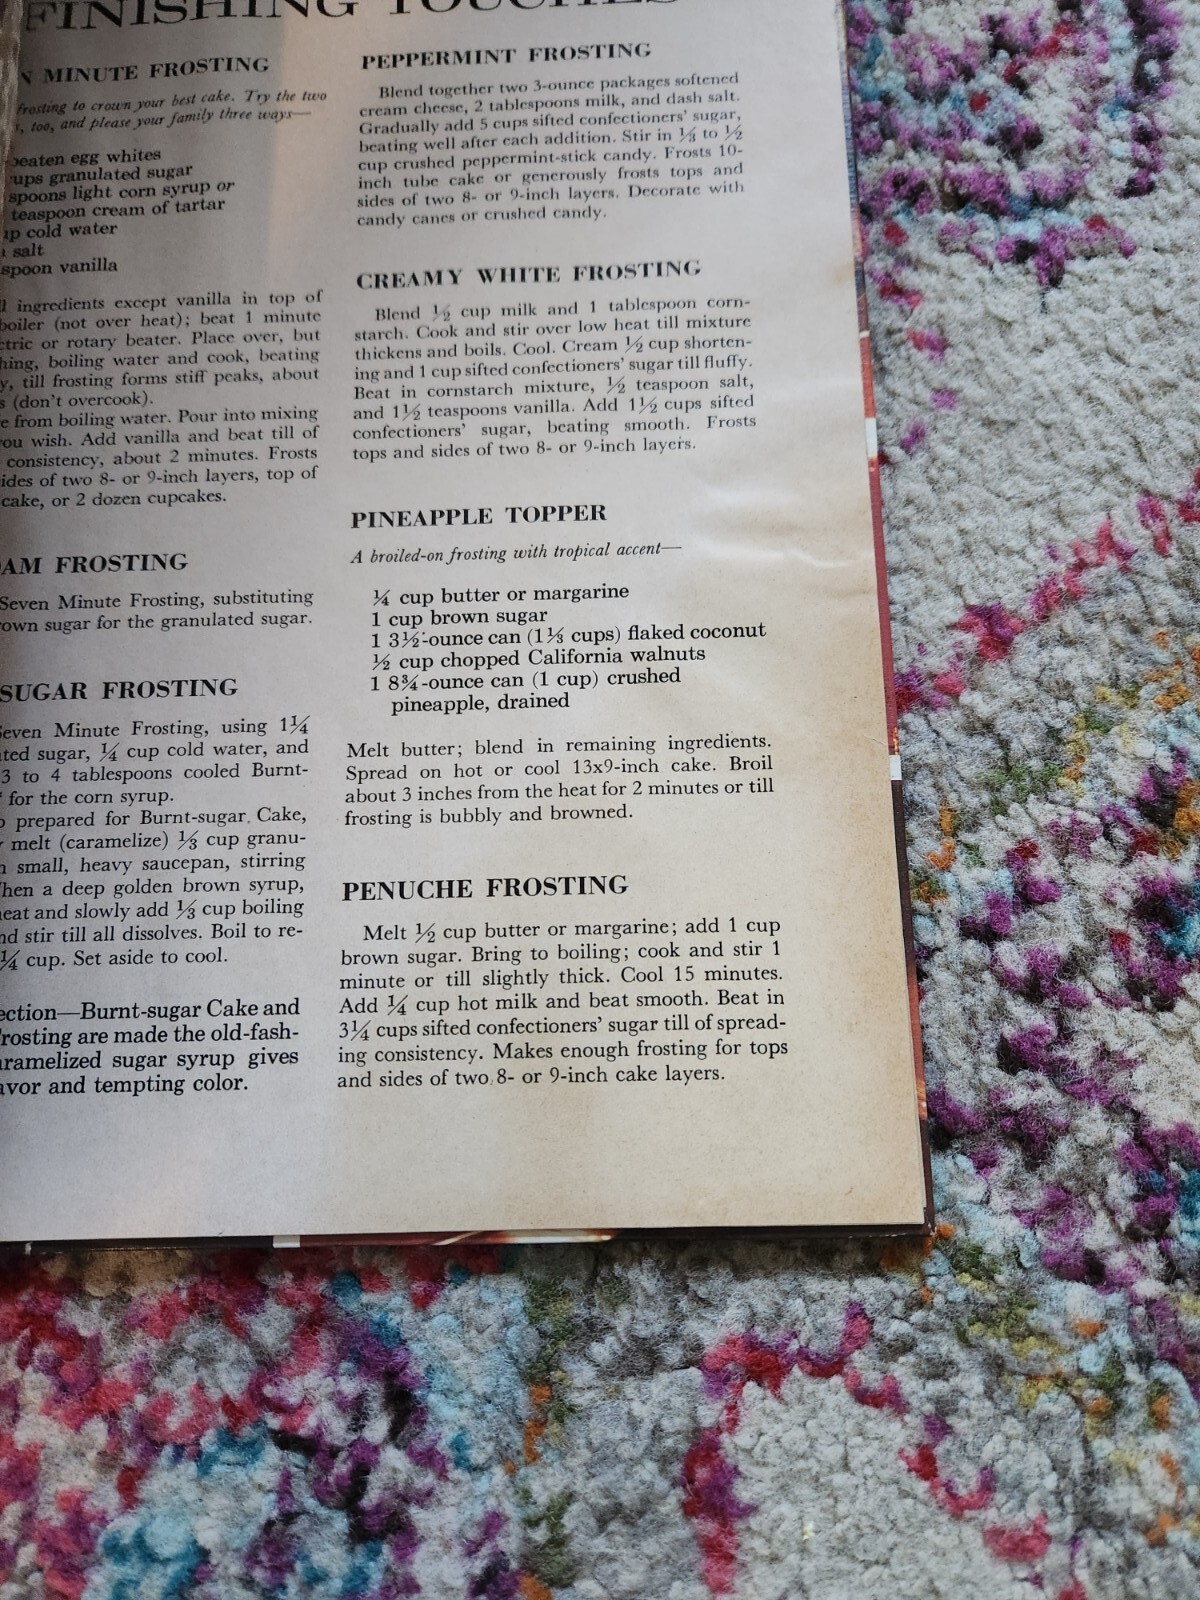 FINISHING TOUCHES
MINUTE FROSTING
frosting to crown your best cake. Try the two
too, and please your family three ways—
beaten egg whites
granulated sugar
light corn syrup or
teaspoon cream of tartar
cold water
salt
vanilla
ingredients except vanilla in top of
boiler (not over heat); beat 1 minute
or rotary beater. Place over, but
boiling water and cook, beating
till frosting forms stiff peaks, about
(don't overcook).
from boiling water. Pour into mixing
you wish. Add vanilla and beat till of
consistency, about 2 minutes. Frosts
of two 8- or 9-inch layers, top of
cake, or 2 dozen cupcakes.
FROSTING
Seven Minute Frosting, substituting
sugar for the granulated sugar.
SUGAR FROSTING
Seven Minute Frosting, using 1¼
sugar, ¼ cup cold water, and
3 to 4 tablespoons cooled Burnt-
for the corn syrup.
prepared for Burnt-sugar Cake,
melt (caramelize) ⅓ cup granu-
small, heavy saucepan, stirring
When a deep golden brown syrup,
and slowly add ⅓ cup boiling
stir till all dissolves. Boil to re-
¼ cup. Set aside to cool.
Burnt-sugar Cake and
Frosting are made the old-fash-
sugar syrup gives
and tempting color.
PEPPERMINT FROSTING
Blend together two 3-ounce packages softened
cream cheese, 2 tablespoons milk, and dash salt.
Gradually add 5 cups sifted confectioners' sugar,
beating well after each addition. Stir in ⅓ to ½
cup crushed peppermint-stick candy. Frosts 10-
inch tube cake or generously frosts tops and
sides of two 8- or 9-inch layers. Decorate with
candy canes or crushed candy.
CREAMY WHITE FROSTING
Blend ½ cup milk and 1 tablespoon corn-
starch. Cook and stir over low heat till mixture
thickens and boils. Cool. Cream ½ cup shorten-
ing and 1 cup sifted confectioners' sugar till fluffy.
Beat in cornstarch mixture, ½ teaspoon salt,
and 1½ teaspoons vanilla. Add 1½ cups sifted
confectioners' sugar, beating smooth. Frosts
tops and sides of two 8- or 9-inch layers.
PINEAPPLE TOPPER
A broiled-on frosting with tropical accent—
¼ cup butter or margarine
1 cup brown sugar
1 3½-ounce can (1⅓ cups) flaked coconut
½ cup chopped California walnuts
1 8¾-ounce can (1 cup) crushed
pineapple, drained
Melt butter; blend in remaining ingredients.
Spread on hot or cool 13x9-inch cake. Broil
about 3 inches from the heat for 2 minutes or till
frosting is bubbly and browned.
PENUCHE FROSTING
Melt ½ cup butter or margarine; add 1 cup
brown sugar. Bring to boiling; cook and stir 1
minute or till slightly thick. Cool 15 minutes.
Add ¼ cup hot milk and beat smooth. Beat in
3¼ cups sifted confectioners' sugar till of spread-
ing consistency. Makes enough frosting for tops
and sides of two 8- or 9-inch cake layers.